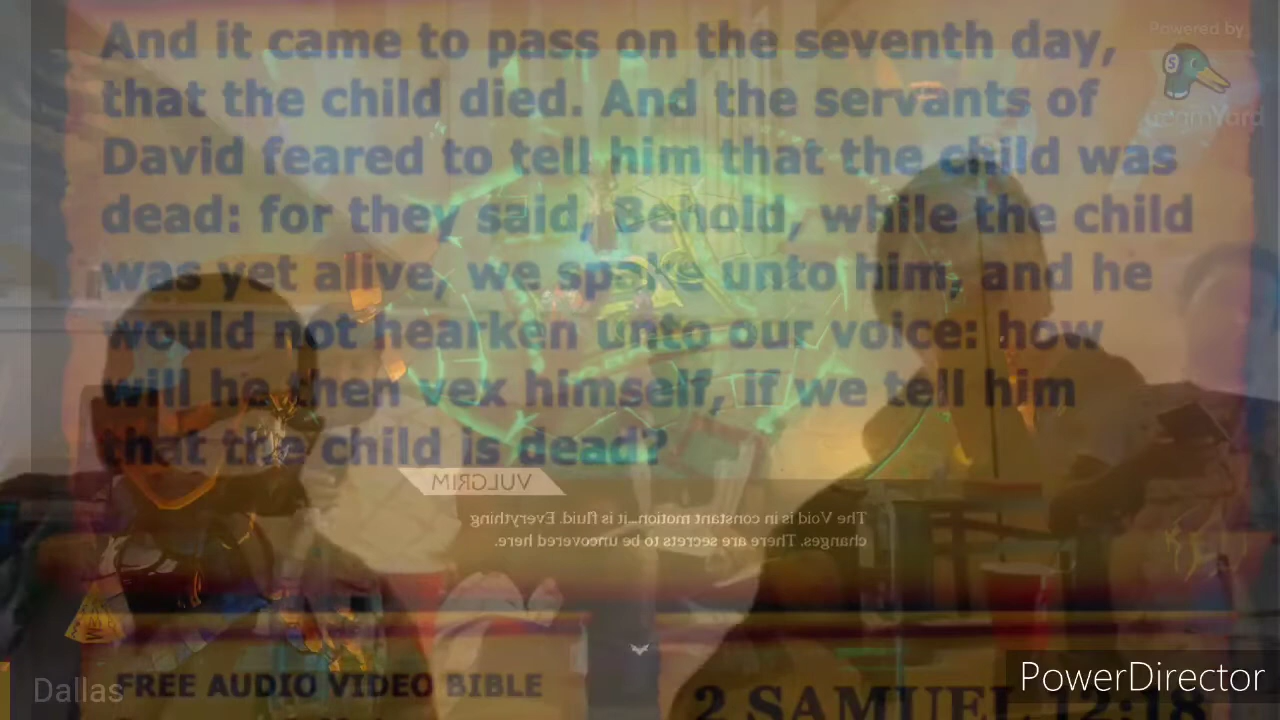 And it came to pass on the seventh day,
that the child died. And the servants of
David feared to tell him that the child was
dead: for they said, Behold, while the child
was yet alive, we spake unto him, and he
would not hearken unto our voice: how
will he then vex himself, if we tell him
that the child is dead?
Powered by
StreamYard
VULGRIM
The Void is in constant motion...it is fluid. Everything
changes. There are secrets to be uncovered here.
Dallas
FREE AUDIO VIDEO BIBLE
2 SAMUEL 12:18
PowerDirector